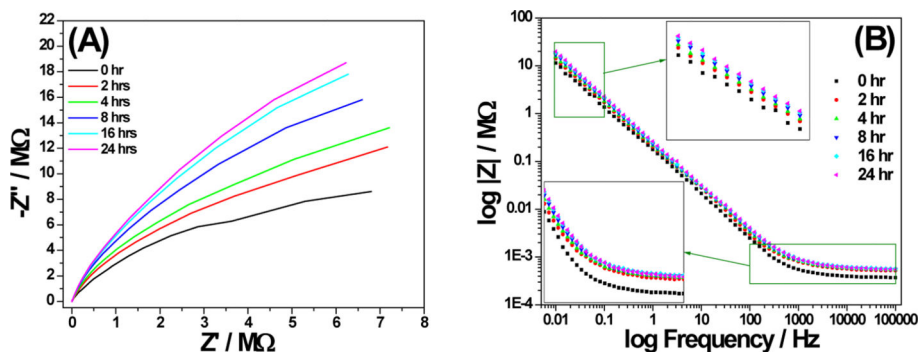 (A)
-Z'' / MΩ
22
20
18
16
14
12
10
8
6
4
2
0
0 hr
2 hrs
4 hrs
8 hrs
16 hrs
24 hrs
0 1 2 3 4 5 6 7 8
Z' / MΩ
(B)
log |Z| / MΩ
100
10
1
0.1
0.01
1E-3
1E-4
0 hr
2 hr
4 hr
8 hr
16 hr
24 hr
0.01 0.1 1 10 100 1000 10000 100000
log Frequency / Hz